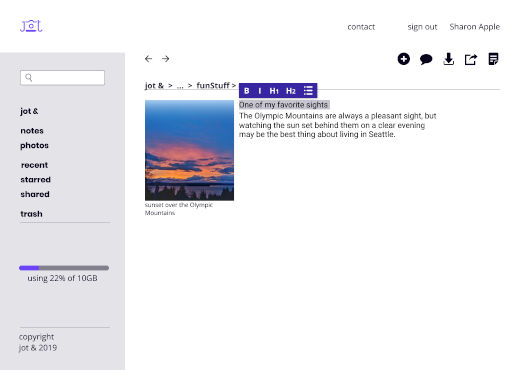 jot
contact sign out Sharon Apple
jot & > ... > funStuff >
B I H1 H2
One of my favorite sights
The Olympic Mountains are always a pleasant sight, but
watching the sun set behind them on a clear evening
may be the best thing about living in Seattle.
sunset over the Olympic
Mountains
jot &
notes
photos
recent
starred
shared
trash
using 22% of 10GB
copyright
jot & 2019